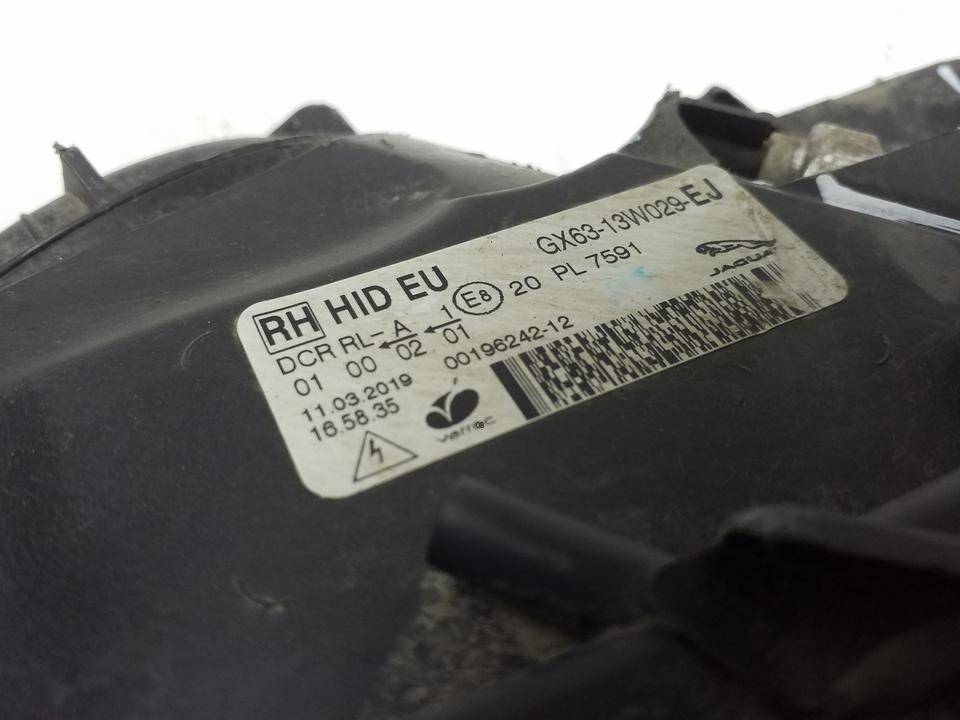 RH HID EU GX63-13W029-EJ
DCR RL-A 1 E8 20 PL 7591
01 00 02 01 JAGUA
11.03.2019 00196242-12
16.58.35
varroc